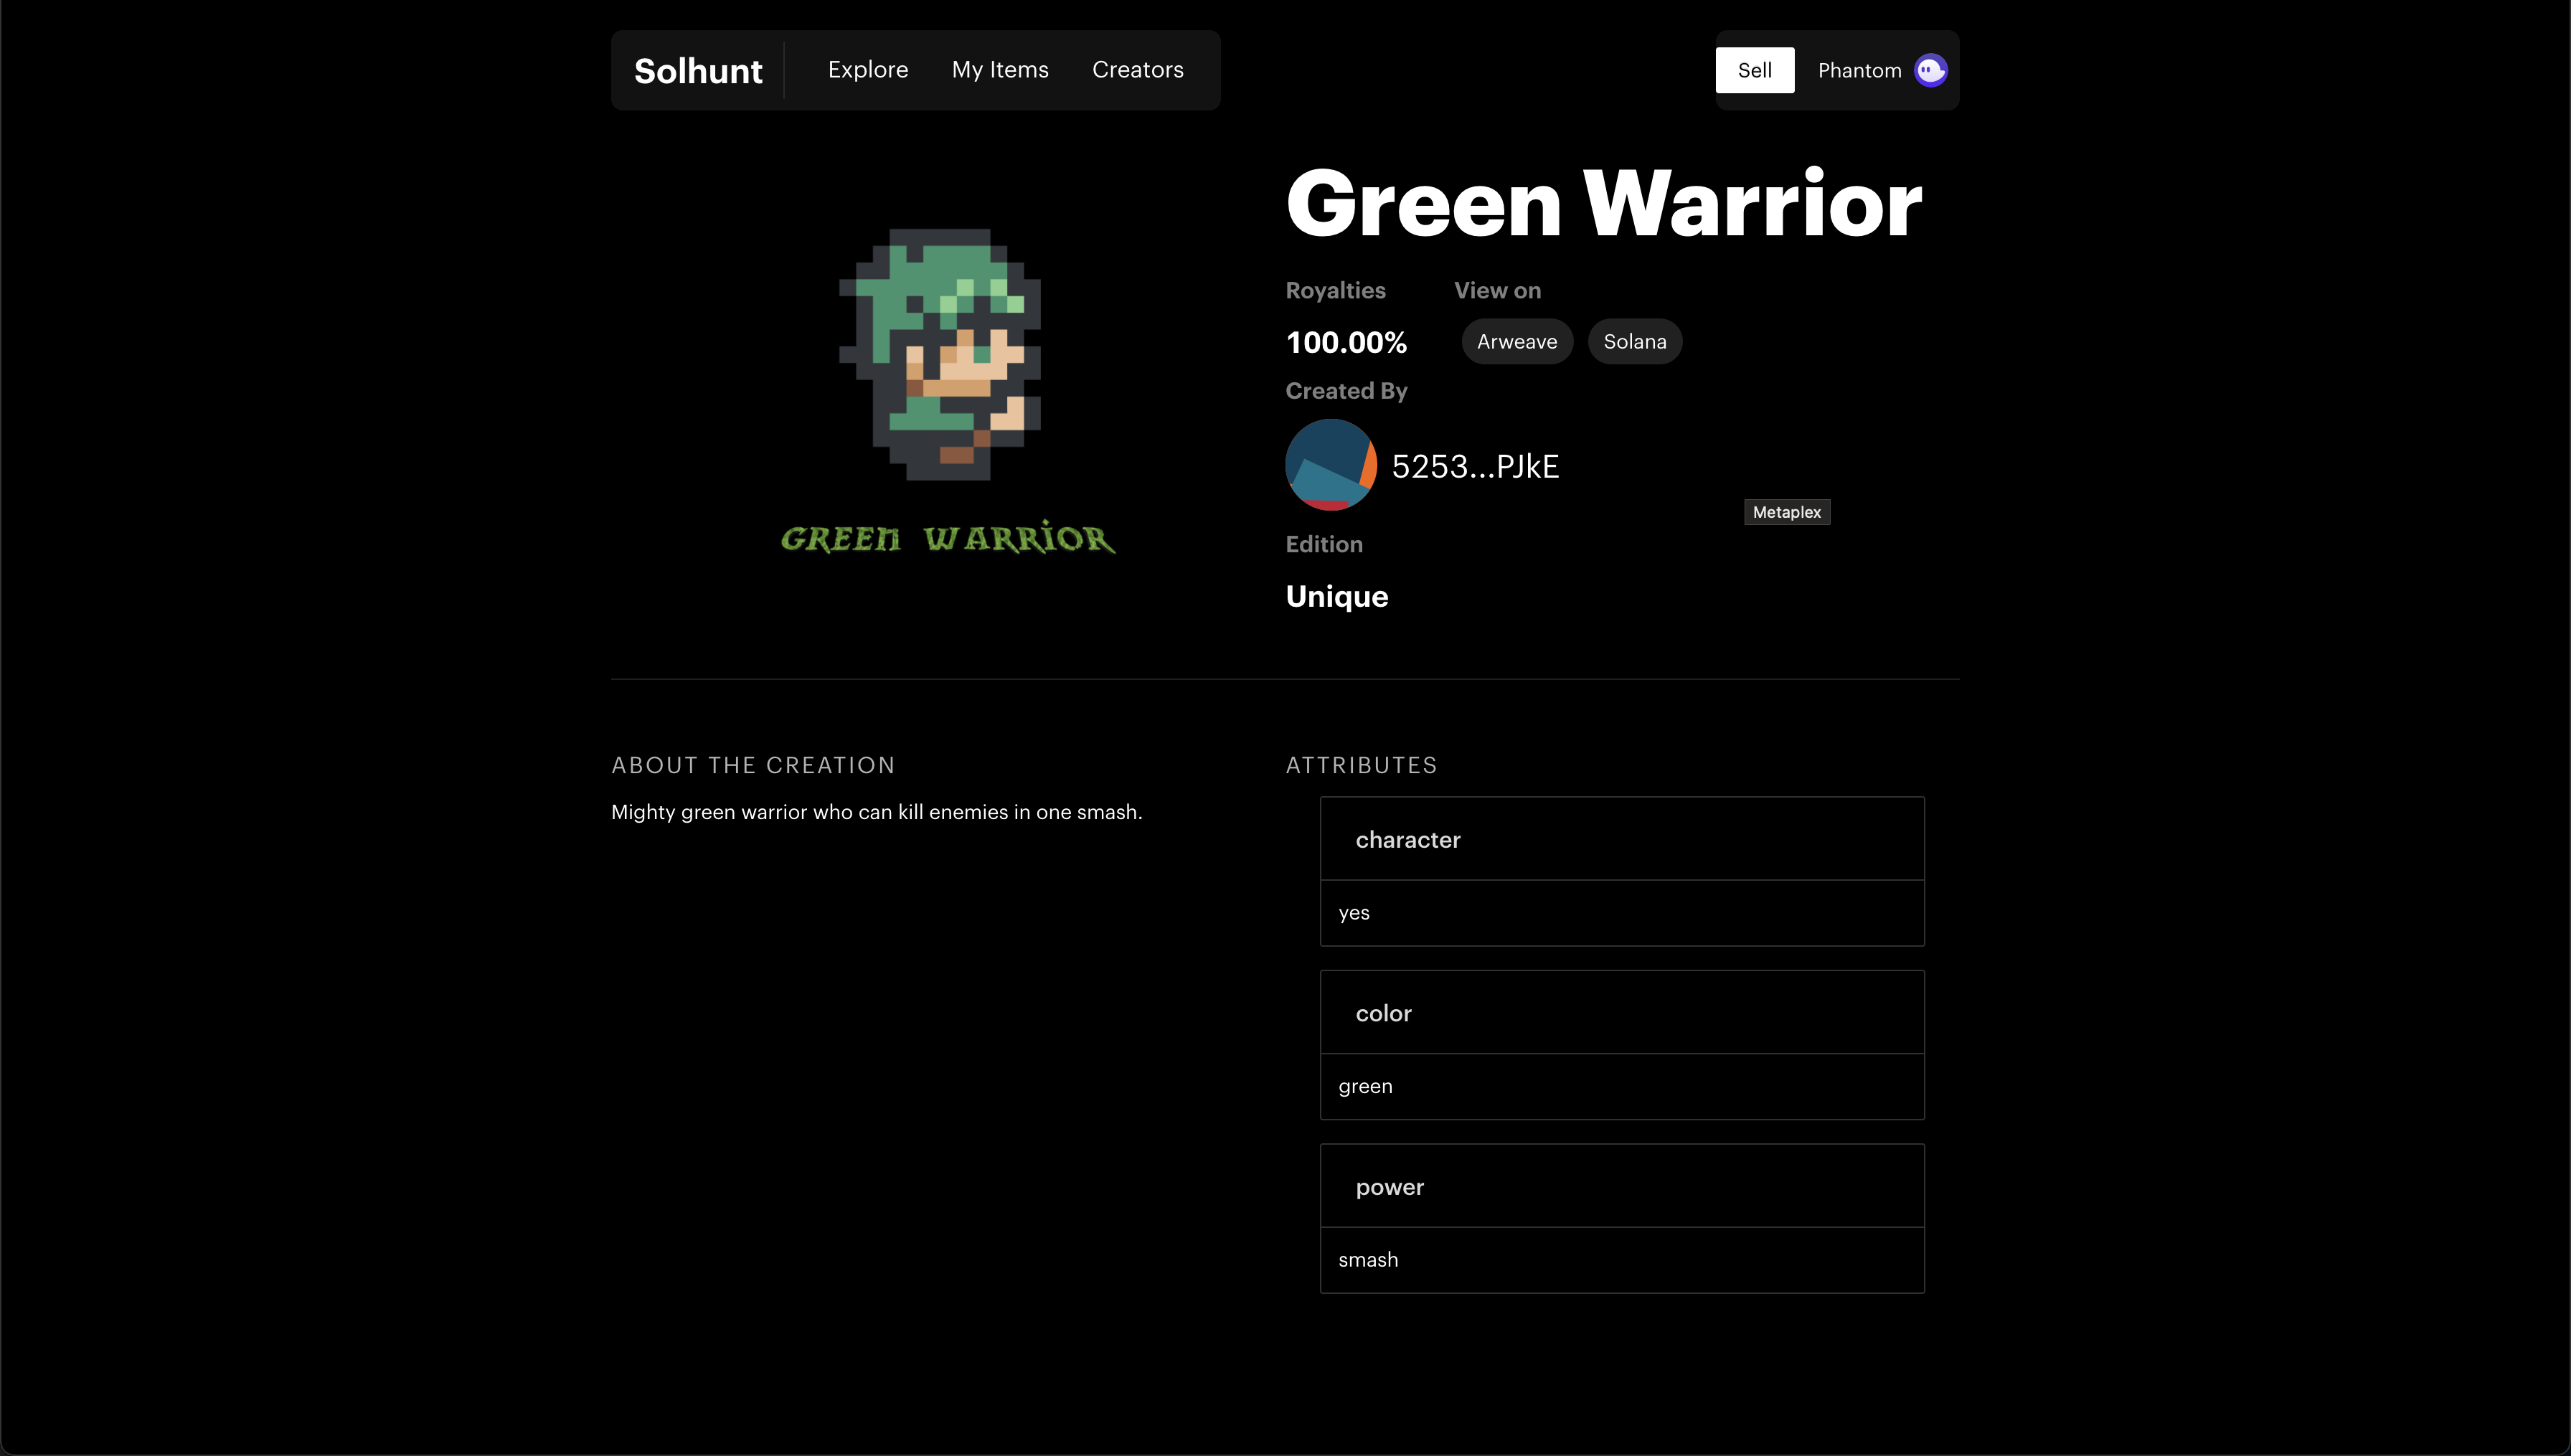 Solhunt
Explore
My Items
Creators
Sell
Phantom
Green Warrior
Royalties
View on
100.00%
Arweave
Solana
Created By
5253...PJkE
Metaplex
GREEN WARRIOR
Edition
Unique
ABOUT THE CREATION
Mighty green warrior who can kill enemies in one smash.
ATTRIBUTES
character
yes
color
green
power
smash